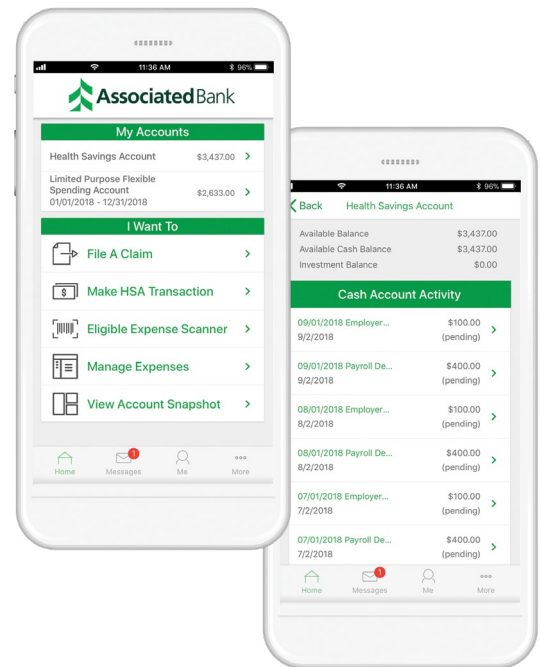 11:36 AM
96%
Associated Bank
My Accounts
Health Savings Account $3,437.00
Limited Purpose Flexible
Spending Account $2,633.00
01/01/2018 - 12/31/2018
I Want To
File A Claim
$ Make HSA Transaction
Eligible Expense Scanner
Manage Expenses
View Account Snapshot
1
Home Messages Me More
11:36 AM
96%
Back Health Savings Account
Available Balance $3,437.00
Available Cash Balance $3,437.00
Investment Balance $0.00
Cash Account Activity
09/01/2018 Employer... $100.00
9/2/2018 (pending)
09/01/2018 Payroll De... $400.00
9/2/2018 (pending)
08/01/2018 Employer... $100.00
8/2/2018 (pending)
08/01/2018 Payroll De... $400.00
8/2/2018 (pending)
07/01/2018 Employer... $100.00
7/2/2018 (pending)
07/01/2018 Payroll De... $400.00
7/2/2018 (pending)
1
Home Messages Me More